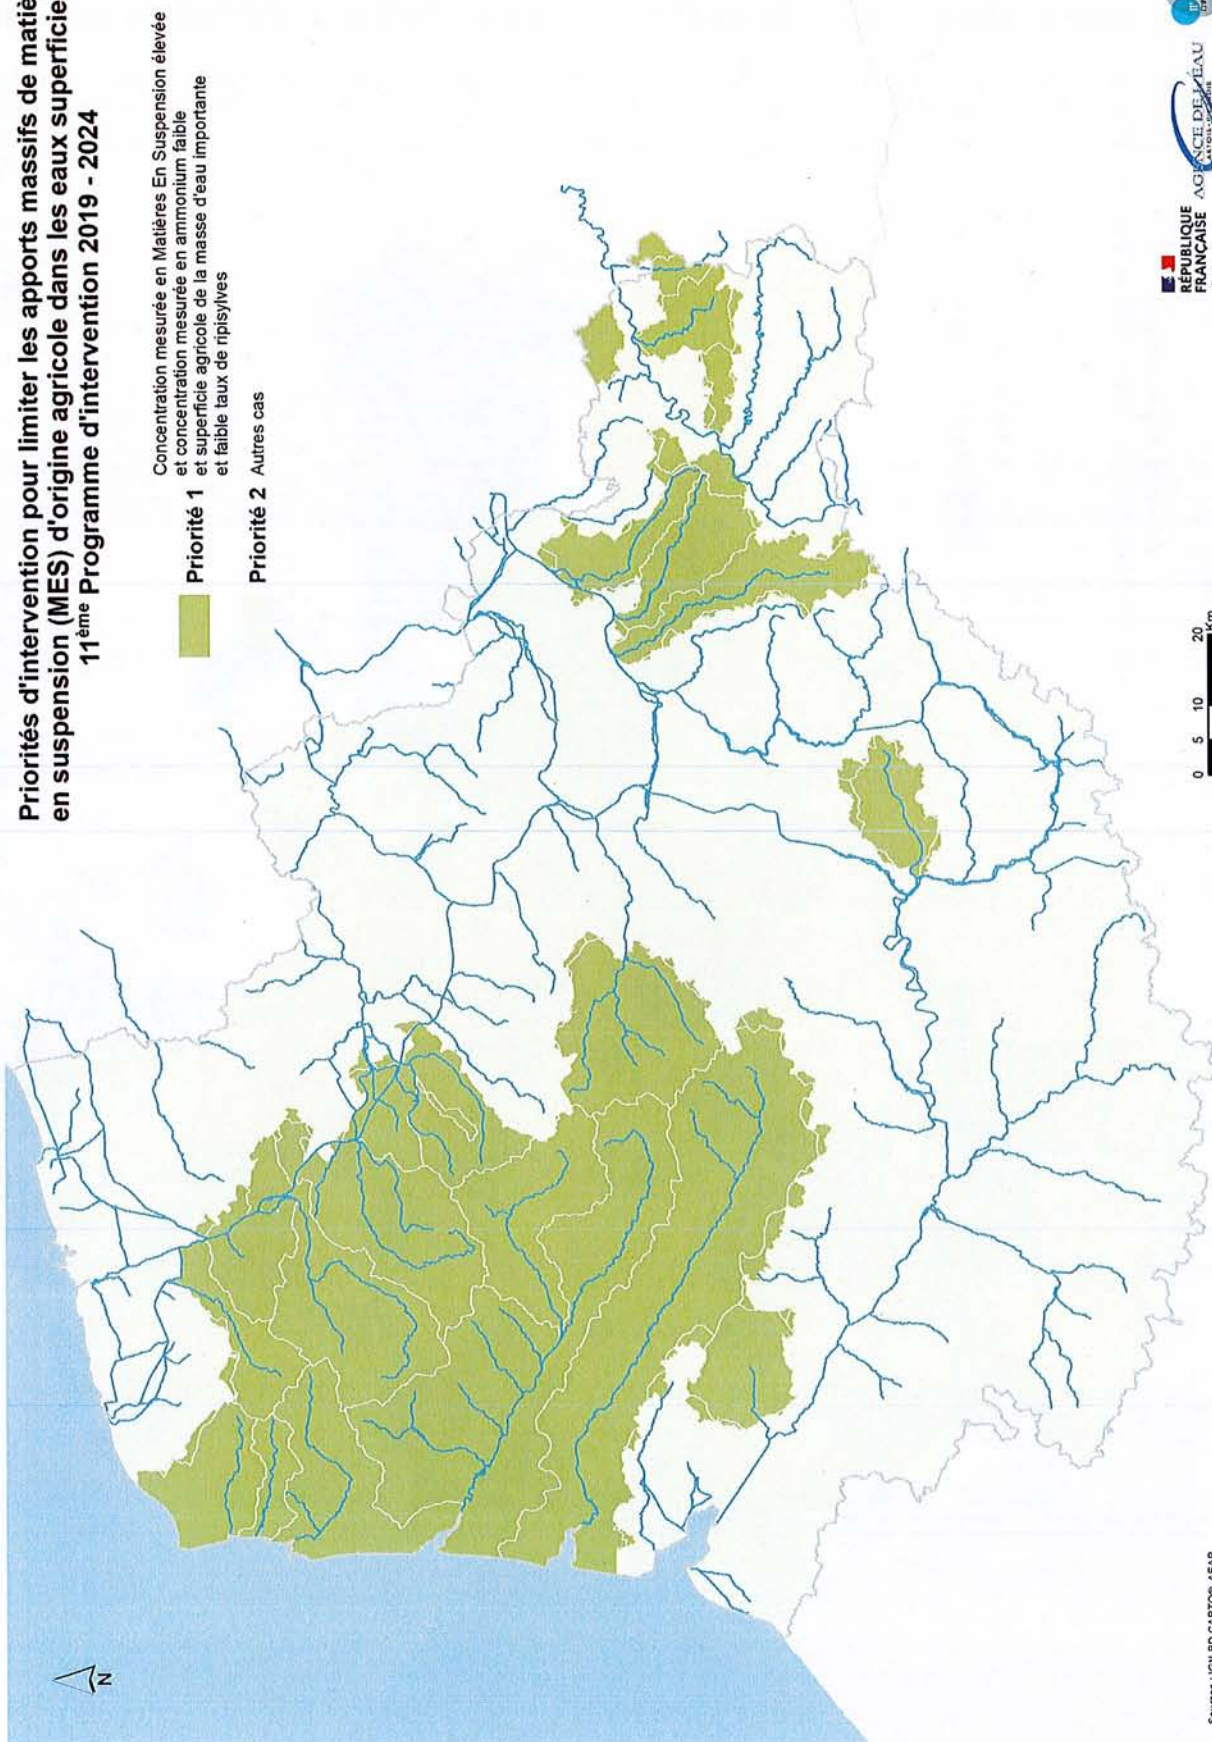 Priorités d'intervention pour limiter les apports massifs de matiè
en suspension (MES) d'origine agricole dans les eaux superficie
11ème Programme d'intervention 2019 - 2024
Priorité 1
Concentration mesurée en Matières En Suspension élevée
et concentration mesurée en ammonium faible
et superficie agricole de la masse d'eau importante
et faible taux de ripisylves
Priorité 2 Autres cas
N
0 5 10 20
Km
RÉPUBLIQUE
FRANÇAISE
AGENCE DE L'EAU